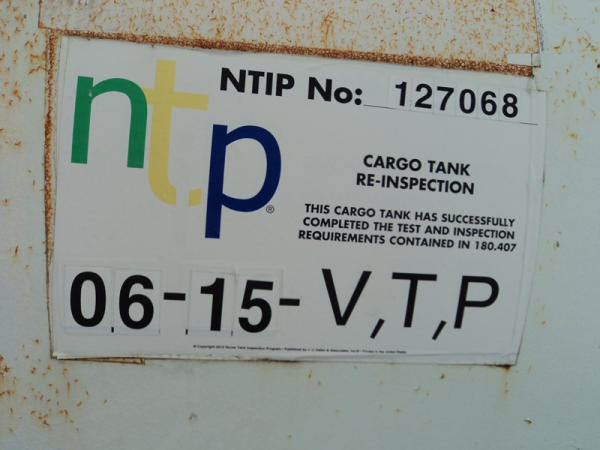 ntp®
NTIP No: 127068
CARGO TANK
RE-INSPECTION
THIS CARGO TANK HAS SUCCESSFULLY
COMPLETED THE TEST AND INSPECTION
REQUIREMENTS CONTAINED IN 180.407
06-15-V,T,P